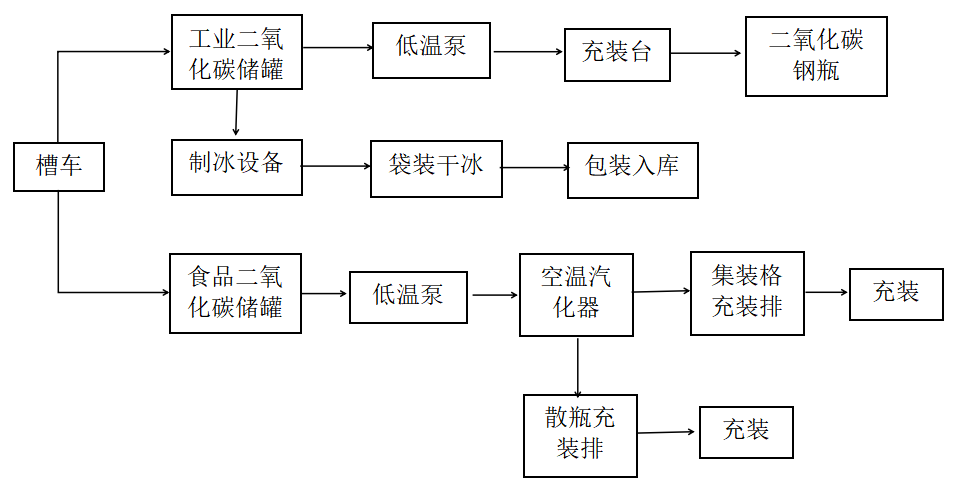 工业二氧
化碳储罐
低温泵
充装台
二氧化碳
钢瓶
槽车
制冰设备
袋装干冰
包装入库
食品二氧
化碳储罐
低温泵
空温汽
化器
集装格
充装排
充装
散瓶充
装排
充装